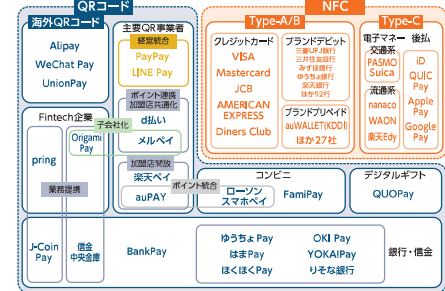 QRコード
海外QRコード
Alipay
WeChat Pay
UnionPay
主要QR事業者
経営統合
PayPay
LINE Pay
ポイント連携
加盟店共通化
d払い
メルペイ
加盟店開放
楽天ペイ
auPAY
Fintech企業
子会社化
Origami
Pay
pring
業務提携
ポイント統合
NFC
Type-A/B
クレジットカード
VISA
Mastercard
JCB
AMERICAN
EXPRESS
Diners Club
ブランドデビット
三菱UFJ銀行
三井住友銀行
みずほ銀行
ゆうちょ銀行
楽天銀行
ほか52行
ブランドプリペイド
auWALLET(KDDI)
ほか27社
Type-C
電子マネー
交通系
PASMO
Suica
流通系
nanaco
WAON
楽天Edy
後払
iD
QUIC
Pay
Apple
Pay
Google
Pay
コンビニ
ローソン
スマホペイ
FamiPay
デジタルギフト
QUOPay
J-Coin
Pay
信金
中央金庫
BankPay
ゆうちょ Pay
はまPay
ほくほくPay
OKI Pay
YOKA!Pay
りそな銀行
銀行・信金